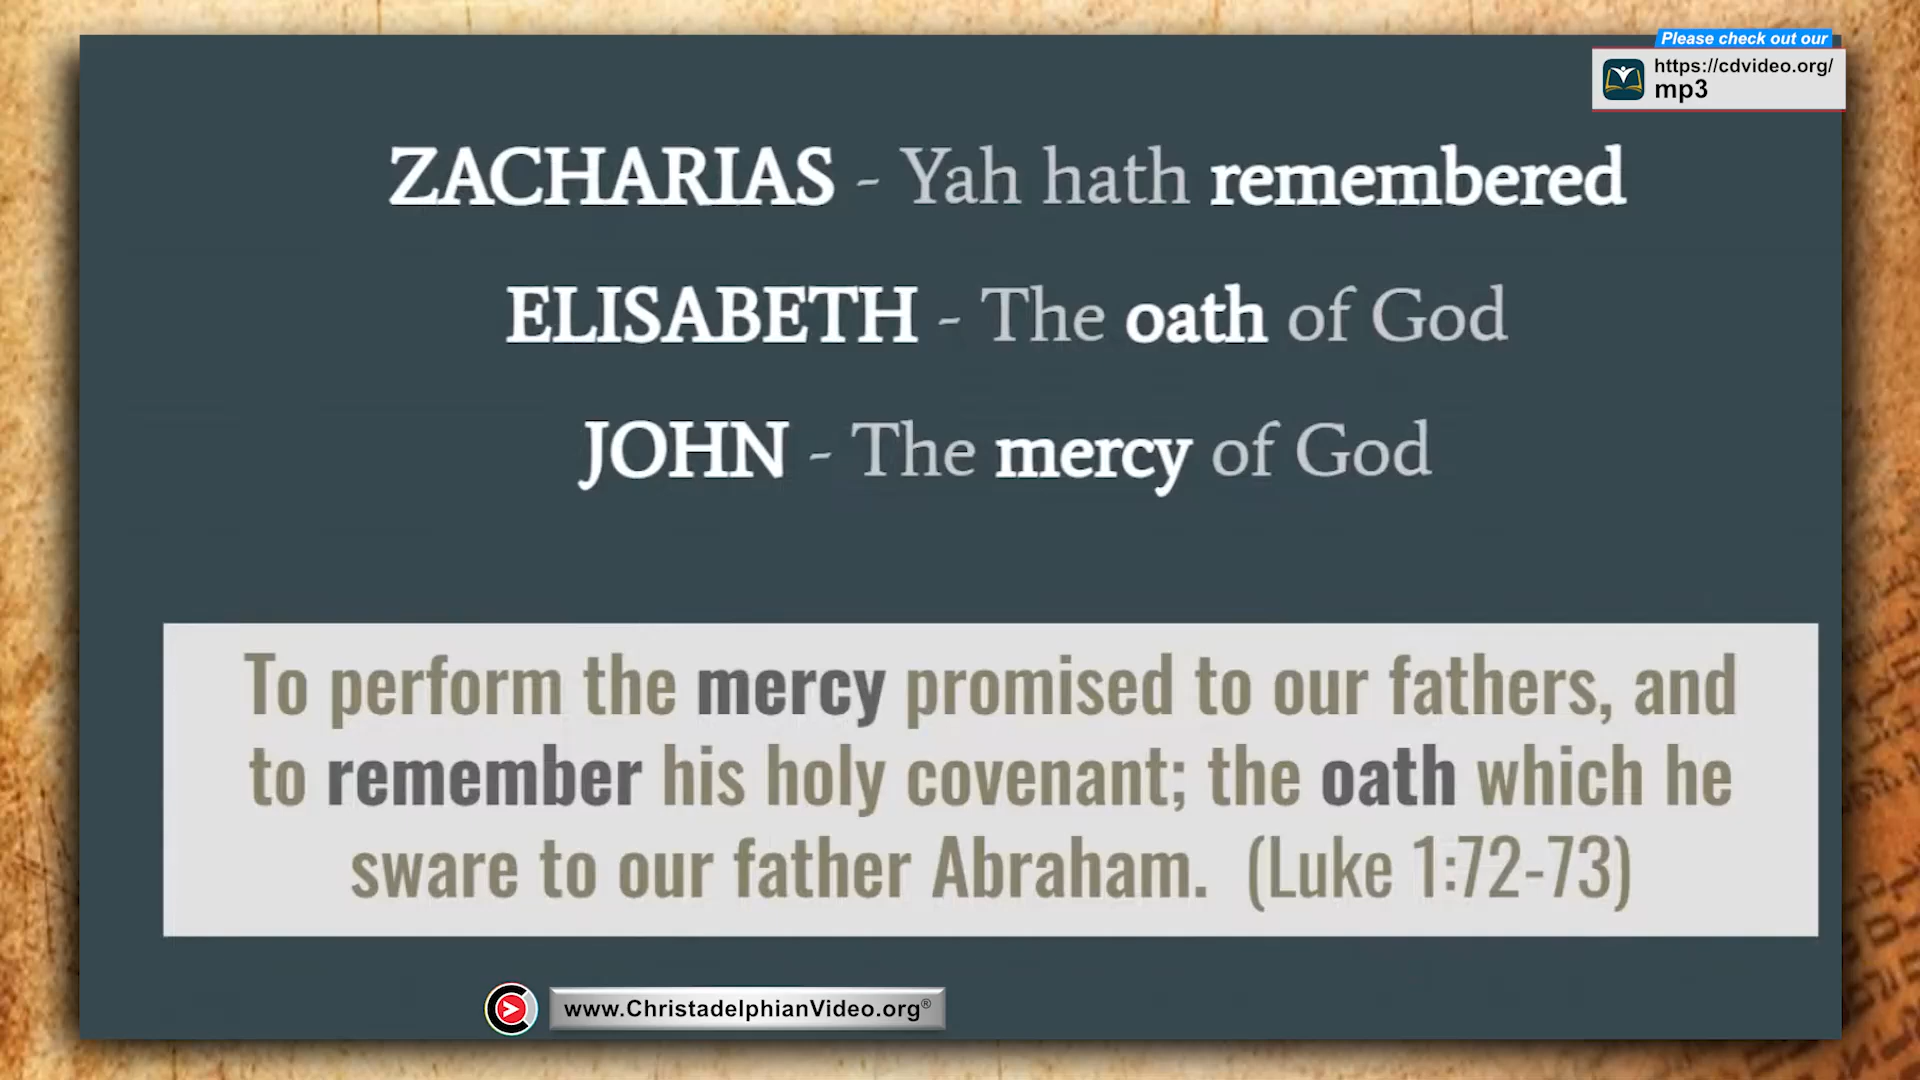 Please check out our
https://cdvideo.org/
mp3
ZACHARIAS - Yah hath remembered
ELISABETH - The oath of God
JOHN - The mercy of God
To perform the mercy promised to our fathers, and
to remember his holy covenant; the oath which he
sware to our father Abraham. (Luke 1:72-73)
www.ChristadelphianVideo.org®